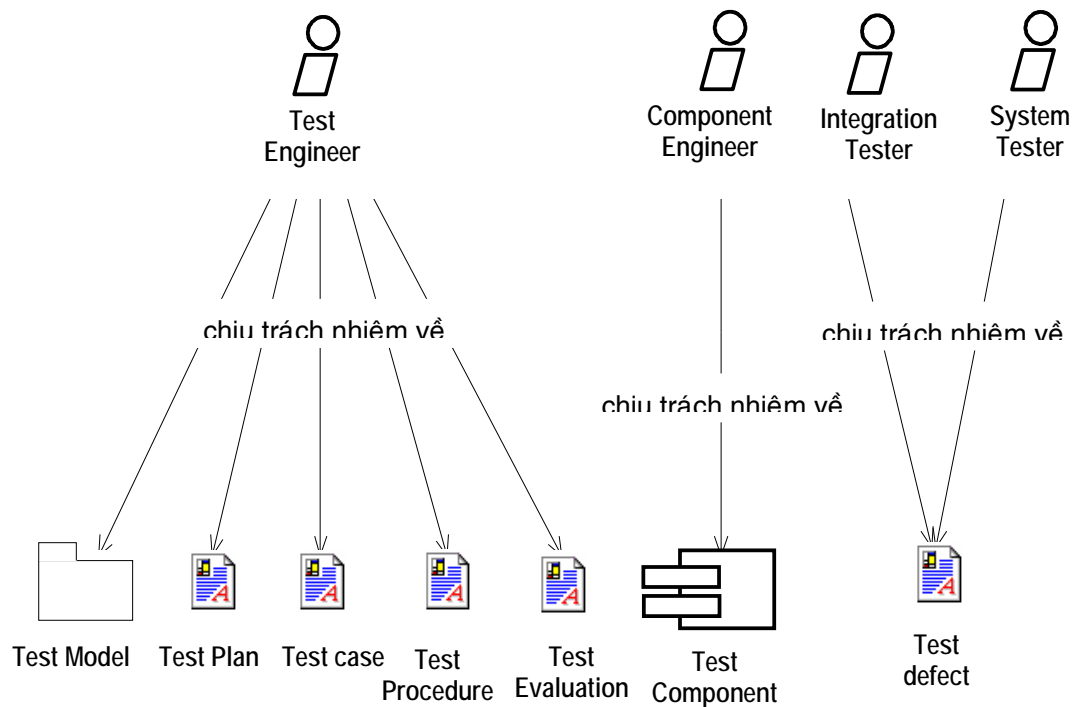 Test
Engineer
Component
Engineer
Integration
Tester
System
Tester
chịu trách nhiệm về
chịu trách nhiệm về
chịu trách nhiệm về
Test Model
Test Plan
Test case
Test
Procedure
Test
Evaluation
Test
Component
Test
defect